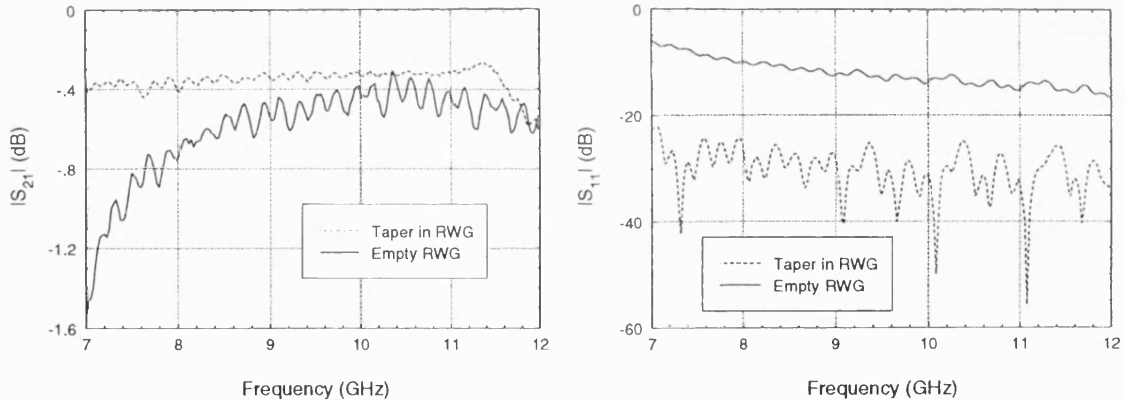 0
-.4
-.8
-1.2
-1.6
|S21| (dB)
Taper in RWG
Empty RWG
7 8 9 10 11 12
Frequency (GHz)
0
-20
-40
-60
|S11| (dB)
Taper in RWG
Empty RWG
7 8 9 10 11 12
Frequency (GHz)